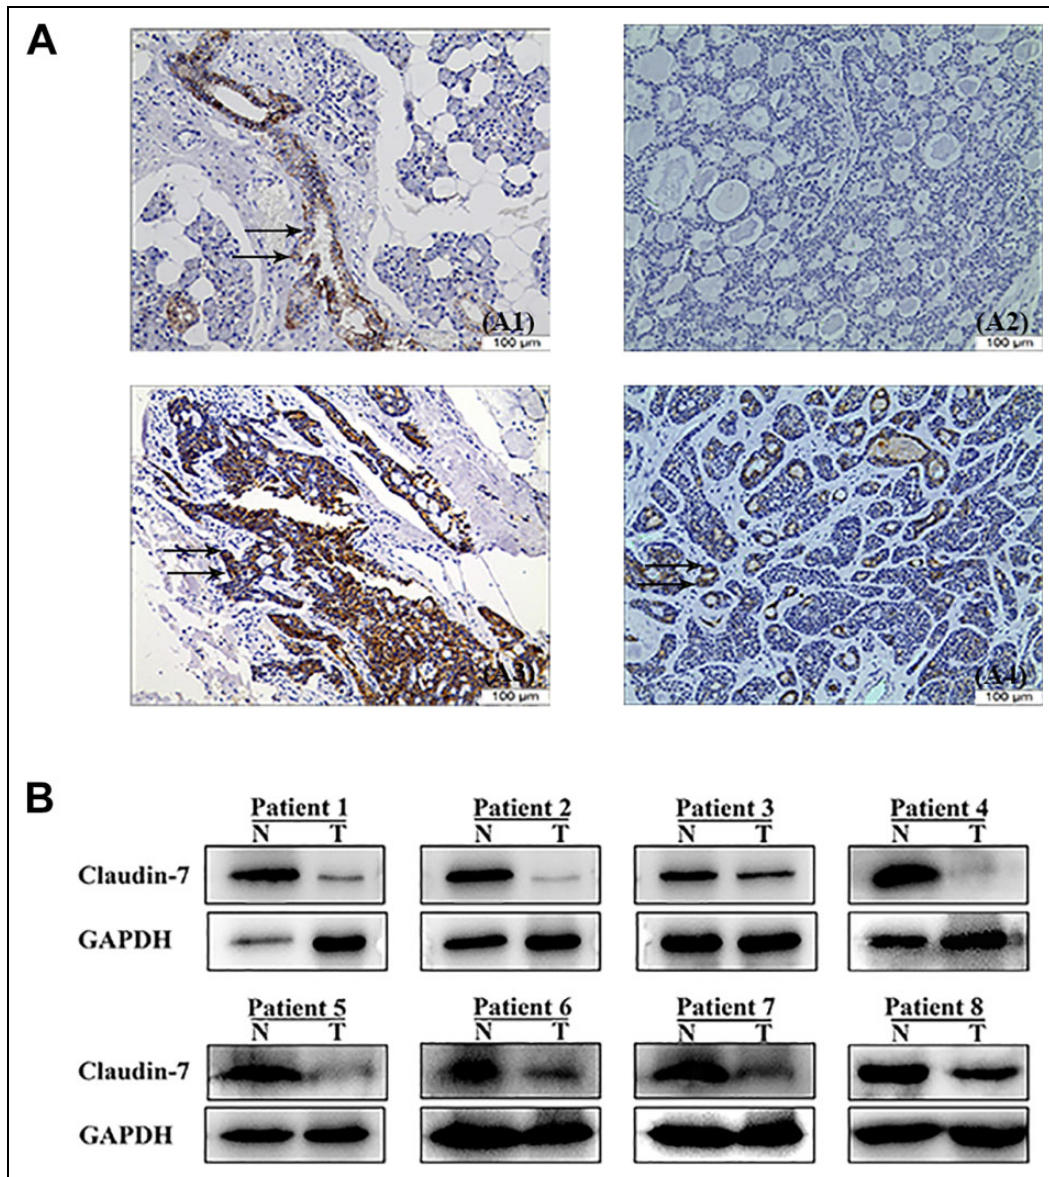 A
(A1)
100 µm
(A2)
100 µm
(A3)
100 µm
(A4)
100 µm
B
Patient 1 Patient 2 Patient 3 Patient 4
N T N T N T N T
Claudin-7
GAPDH
Patient 5 Patient 6 Patient 7 Patient 8
N T N T N T N T
Claudin-7
GAPDH